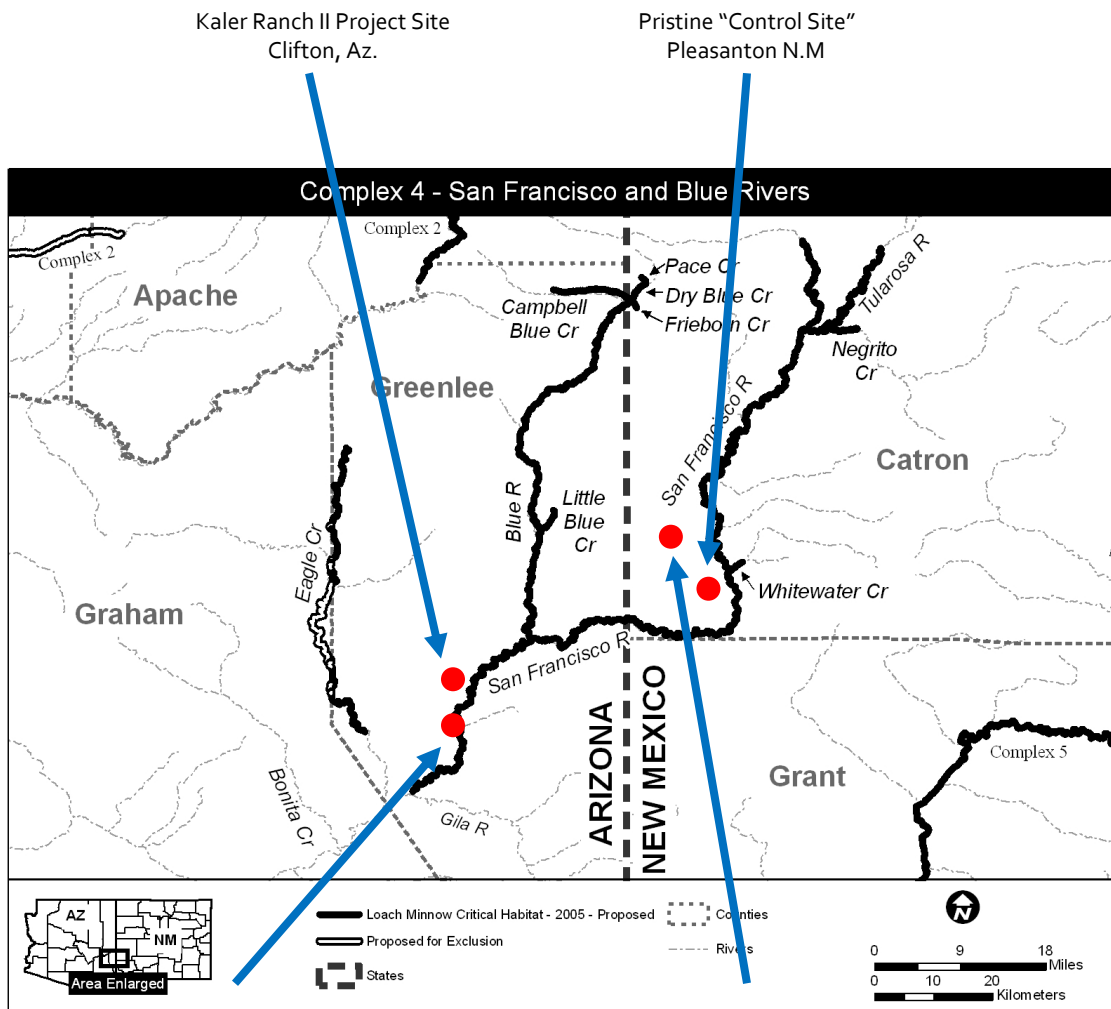 Kaler Ranch II Project Site
Clifton, Az.
Pristine “Control Site”
Pleasanton N.M
Complex 4 - San Francisco and Blue Rivers
Complex 2
Complex 2
Apache
Campbell
Blue Cr
Pace Cr
Dry Blue Cr
Frieborn Cr
Tularosa R
Negrito
Cr
Greenlee
San Francisco R
Catron
Eagle Cr
Blue R
Little
Blue
Cr
Whitewater Cr
Graham
San Francisco R
ARIZONA
NEW MEXICO
Grant
Complex 5
Bonita Cr
Gila R
AZ
NM
Area Enlarged
Loach Minnow Critical Habitat - 2005 - Proposed
Proposed for Exclusion
States
Counties
Rivers
N
0 9 18
Miles
0 10 20
Kilometers